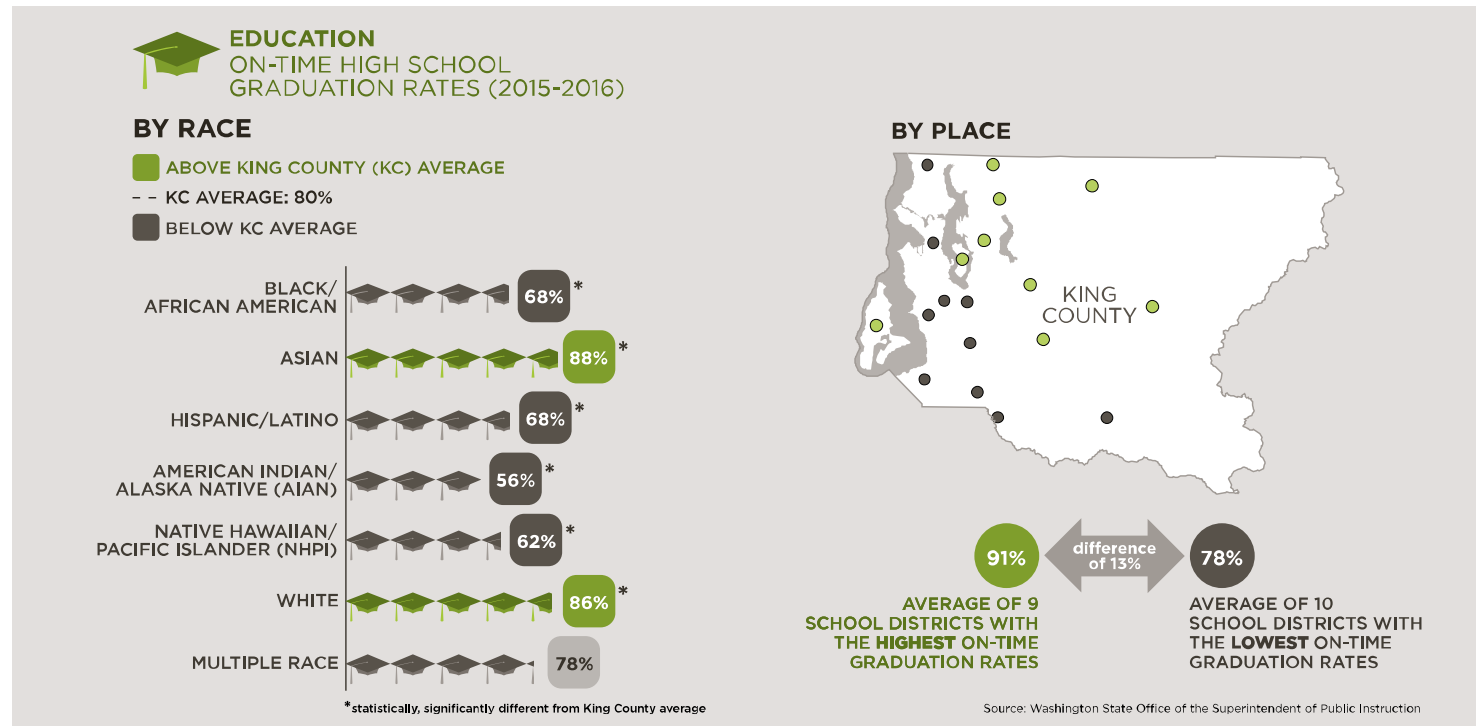 EDUCATION
ON-TIME HIGH SCHOOL
GRADUATION RATES (2015-2016)
BY RACE
ABOVE KING COUNTY (KC) AVERAGE
- - KC AVERAGE: 80%
BELOW KC AVERAGE
BLACK/
AFRICAN AMERICAN
68% *
ASIAN
88% *
HISPANIC/LATINO
68% *
AMERICAN INDIAN/
ALASKA NATIVE (AIAN)
56% *
NATIVE HAWAIIAN/
PACIFIC ISLANDER (NHPI)
62% *
WHITE
86% *
MULTIPLE RACE
78%
*statistically, significantly different from King County average
BY PLACE
KING
COUNTY
91%
difference
of 13%
78%
AVERAGE OF 9
SCHOOL DISTRICTS WITH
THE HIGHEST ON-TIME
GRADUATION RATES
AVERAGE OF 10
SCHOOL DISTRICTS WITH
THE LOWEST ON-TIME
GRADUATION RATES
Source: Washington State Office of the Superintendent of Public Instruction